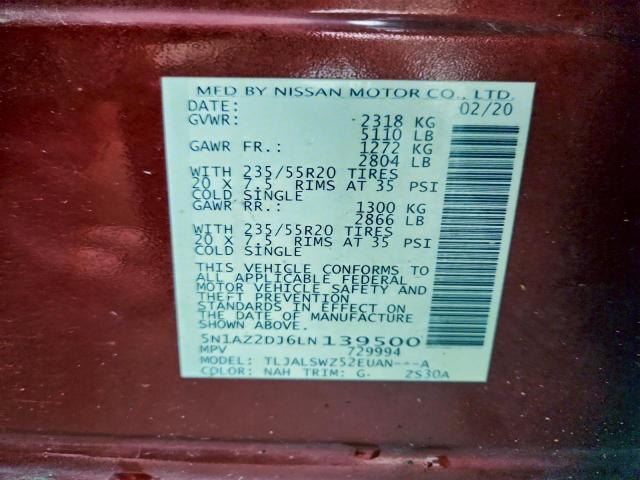 MFD BY NISSAN MOTOR CO., LTD.
DATE: 02/20
GVWR: 2318 KG
5110 LB
GAWR FR.: 1272 KG
2804 LB
WITH 235/55R20 TIRES
20 X 7.5 RIMS AT 35 PSI
COLD SINGLE
GAWR RR.: 1300 KG
2866 LB
WITH 235/55R20 TIRES
20 X 7.5 RIMS AT 35 PSI
COLD SINGLE
THIS VEHICLE CONFORMS TO
ALL APPLICABLE FEDERAL
MOTOR VEHICLE SAFETY AND
THEFT PREVENTION
STANDARDS IN EFFECT ON
THE DATE OF MANUFACTURE
SHOWN ABOVE.
5N1AZ2DJ6LN139500
MPV 729994
MODEL: TLJALSWZ52EUAN---A
COLOR: NAH TRIM: G- ZS30A